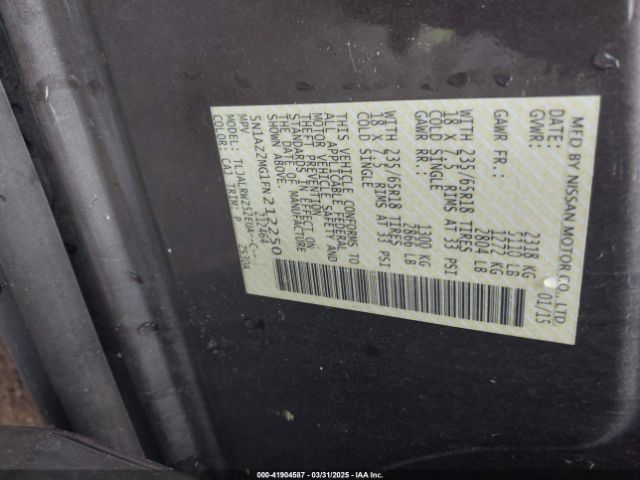 MFD BY NISSAN MOTOR CO., LTD.
DATE: 01/15
GVWR: 2318 KG
5110 LB
GAWR FR: 1272 KG
2804 LB
WITH 235/65R18 TIRES
18 X RIMS AT 33 PSI
COLD SINGLE
GAWR RR: 1300 KG
2866 LB
WITH 235/65R18 TIRES
18 X RIMS AT 33 PSI
COLD SINGLE
THIS VEHICLE CONFORMS TO
ALL APPLICABLE FEDERAL
MOTOR VEHICLE SAFETY AND
THEFT PREVENTION
STANDARDS IN EFFECT ON
THE DATE OF MANUFACTURE
SHOWN ABOVE.
5N1AZ2MG1FN212250
MPV 212464
MODEL: TLJALRWZ52EUA
COLOR: CAJ TRIM: P
000-41904587 | 03/31/2025 | IAA Inc.